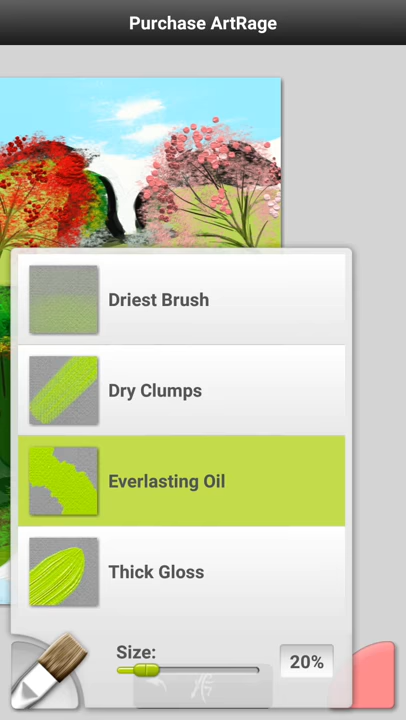 Purchase ArtRage
Driest Brush
Dry Clumps
Everlasting Oil
Thick Gloss
Size:
20%